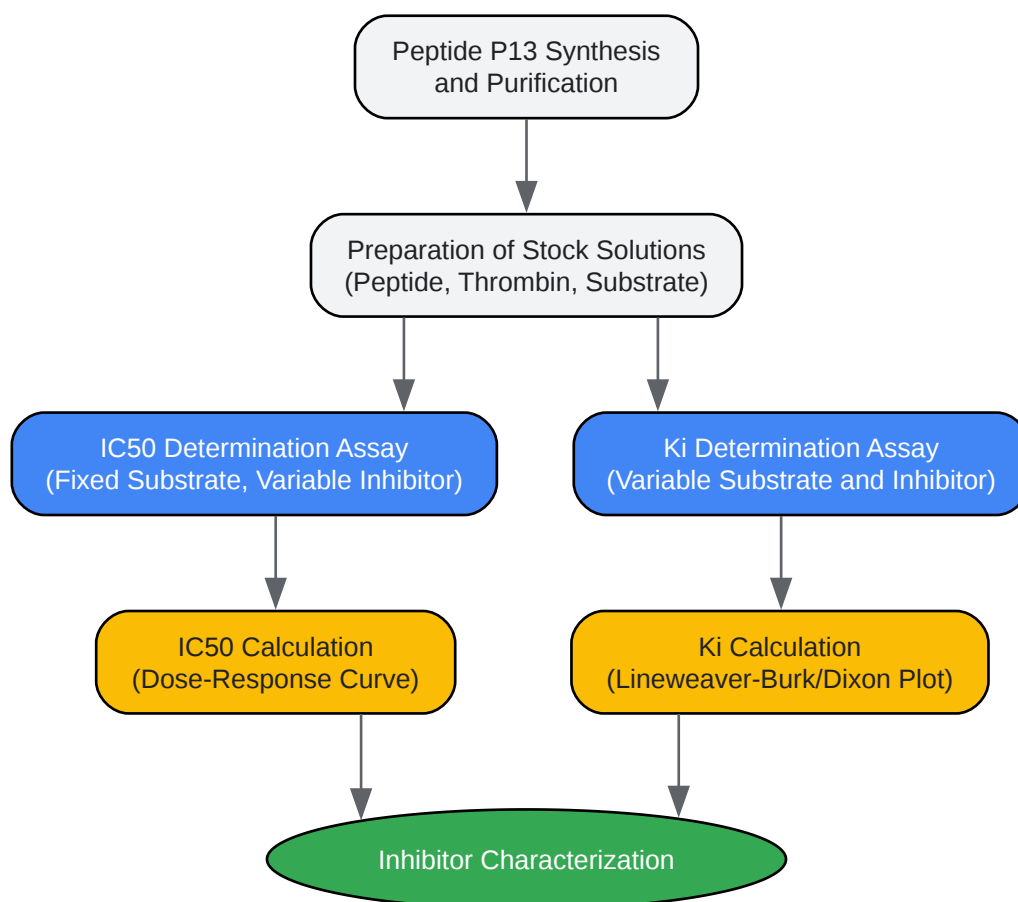 Peptide P13 Synthesis
and Purification
Preparation of Stock Solutions
(Peptide, Thrombin, Substrate)
IC50 Determination Assay
(Fixed Substrate, Variable Inhibitor)
Ki Determination Assay
(Variable Substrate and Inhibitor)
IC50 Calculation
(Dose-Response Curve)
Ki Calculation
(Lineweaver-Burk/Dixon Plot)
Inhibitor Characterization